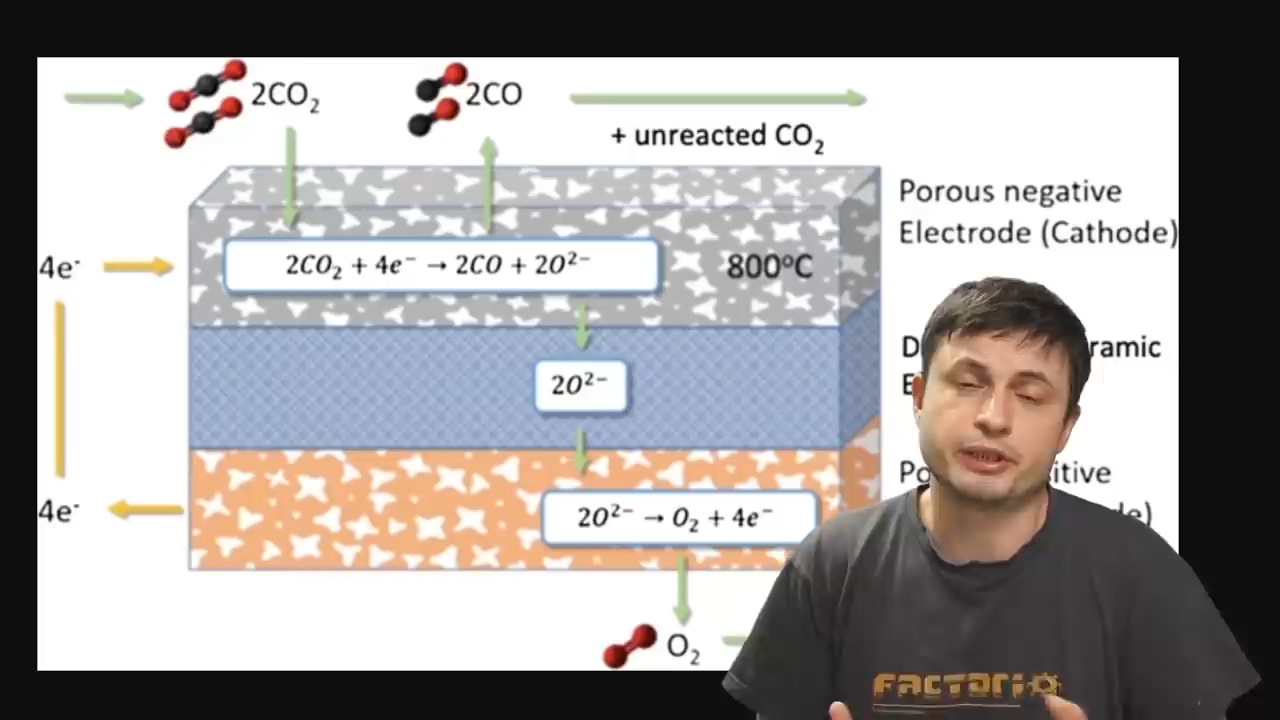 2CO₂
2CO
+ unreacted CO₂
Porous negative
Electrode (Cathode)
4e⁻
2CO₂ + 4e⁻ → 2CO + 2O²⁻
800°C
2O²⁻
4e⁻
2O²⁻ → O₂ + 4e⁻
O₂
FACTORIO